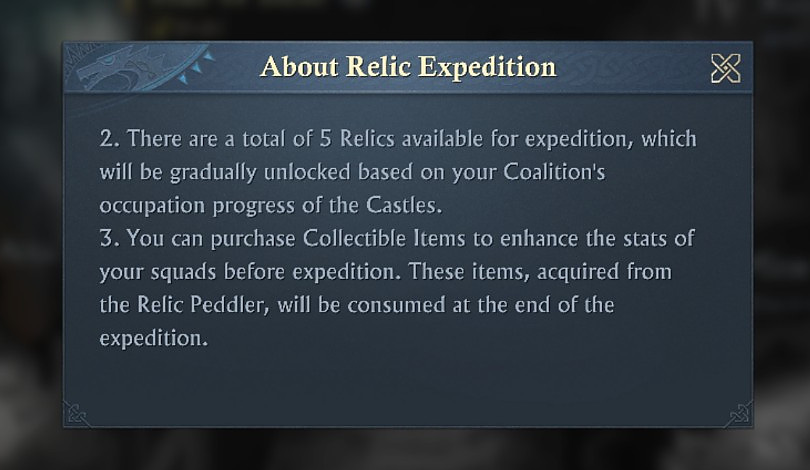 About Relic Expedition
2. There are a total of 5 Relics available for expedition, which
will be gradually unlocked based on your Coalition's
occupation progress of the Castles.
3. You can purchase Collectible Items to enhance the stats of
your squads before expedition. These items, acquired from
the Relic Peddler, will be consumed at the end of the
expedition.